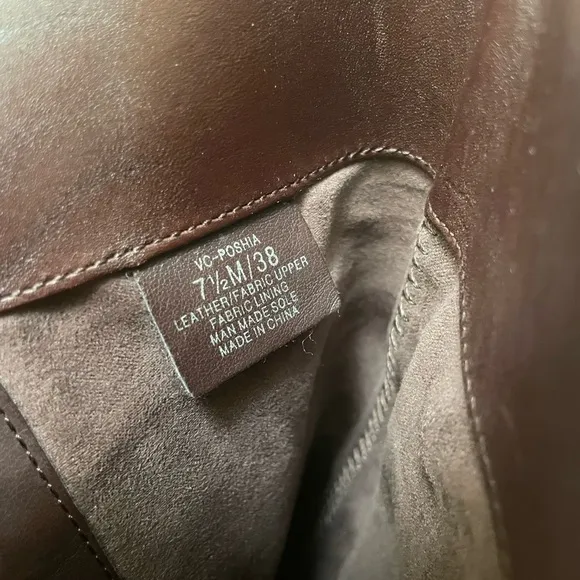 VC-POSHIA
7½M/38
LEATHER/FABRIC UPPER
FABRIC LINING
MAN MADE SOLE
MADE IN CHINA